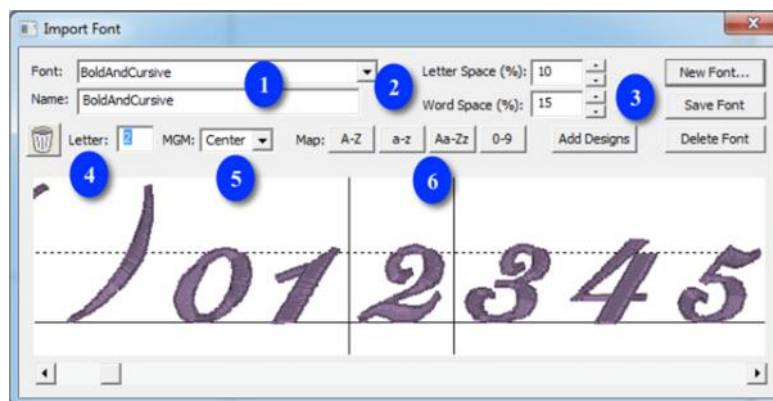 Import Font
Font: BoldAndCursive 1 2 Letter Space (%): 10 New Font...
Name: BoldAndCursive Word Space (%): 15 3 Save Font
Letter: 2 MGM: Center Map: A-Z a-z Aa-Zz 0-9 Add Designs Delete Font
4 5 6
) 0 1 2 3 4 5